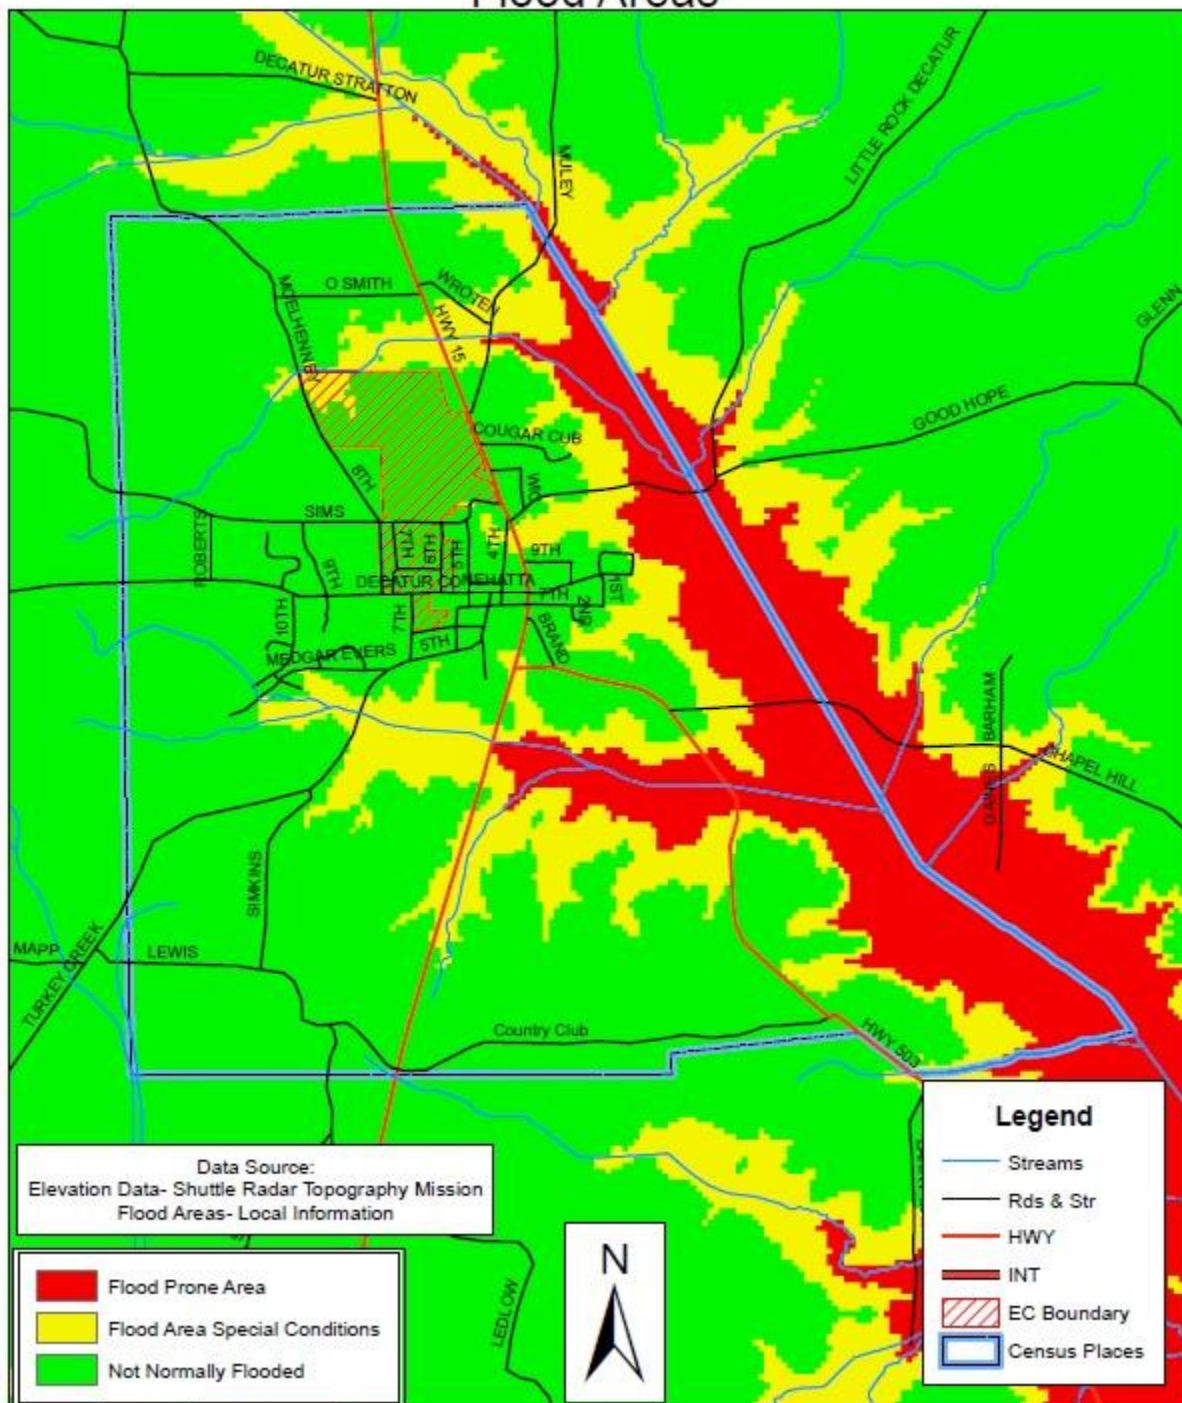 Flood Areas
DECATUR STRATTON
LITTLE ROCK DECATUR
MULEY
O SMITH
WROTEN
MCELHENNEY
HWY 15
GLENN
GOOD HOPE
COUGAR CUB
8TH
SIMS
ROBERTS
9TH
7TH
6TH
5TH
4TH
9TH
DECATUR CONEHATTA
7TH
1ST
2ND
10TH
7TH
BRAND
5TH
MEDGAR EVERS
GAINES BARHAM
CHAPEL HILL
SIMKINS
MAPP
LEWIS
TURKEY CREEK
Country Club
HWY 503
LEDLOW
Data Source:
Elevation Data- Shuttle Radar Topography Mission
Flood Areas- Local Information
Flood Prone Area
Flood Area Special Conditions
Not Normally Flooded
N
Legend
Streams
Rds & Str
HWY
INT
EC Boundary
Census Places